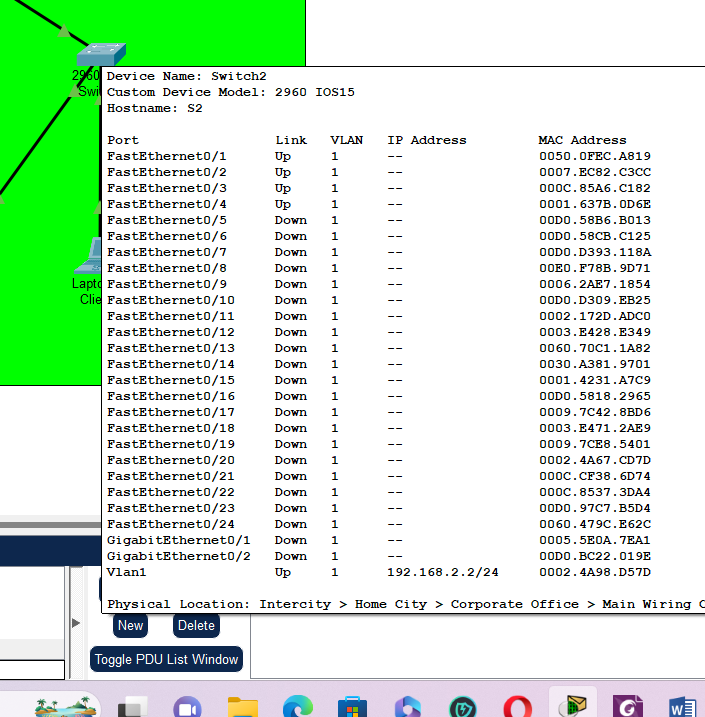 2960
Swi
Device Name: Switch2
Custom Device Model: 2960 IOS15
Hostname: S2
Port Link VLAN IP Address MAC Address
FastEthernet0/1 Up 1 -- 0050.0FEC.A819
FastEthernet0/2 Up 1 -- 0007.EC82.C3CC
FastEthernet0/3 Up 1 -- 000C.85A6.C182
FastEthernet0/4 Up 1 -- 0001.637B.0D6E
FastEthernet0/5 Down 1 -- 00D0.58B6.B013
FastEthernet0/6 Down 1 -- 00D0.58CB.C125
FastEthernet0/7 Down 1 -- 00D0.D393.118A
FastEthernet0/8 Down 1 -- 00E0.F78B.9D71
FastEthernet0/9 Down 1 -- 0006.2AE7.1854
FastEthernet0/10 Down 1 -- 00D0.D309.EB25
FastEthernet0/11 Down 1 -- 0002.172D.ADC0
FastEthernet0/12 Down 1 -- 0003.E428.E349
FastEthernet0/13 Down 1 -- 0060.70C1.1A82
FastEthernet0/14 Down 1 -- 0030.A381.9701
FastEthernet0/15 Down 1 -- 0001.4231.A7C9
FastEthernet0/16 Down 1 -- 00D0.5818.2965
FastEthernet0/17 Down 1 -- 0009.7C42.8BD6
FastEthernet0/18 Down 1 -- 0003.E471.2AE9
FastEthernet0/19 Down 1 -- 0009.7CE8.5401
FastEthernet0/20 Down 1 -- 0002.4A67.CD7D
FastEthernet0/21 Down 1 -- 000C.CF38.6D74
FastEthernet0/22 Down 1 -- 000C.8537.3DA4
FastEthernet0/23 Down 1 -- 00D0.97C7.B5D4
FastEthernet0/24 Down 1 -- 0060.479C.E62C
GigabitEthernet0/1 Down 1 -- 0005.5E0A.7EA1
GigabitEthernet0/2 Down 1 -- 00D0.BC22.019E
Vlan1 Up 1 192.168.2.2/24 0002.4A98.D57D
Physical Location: Intercity > Home City > Corporate Office > Main Wiring C
Lapto
Clie
New Delete
Toggle PDU List Window